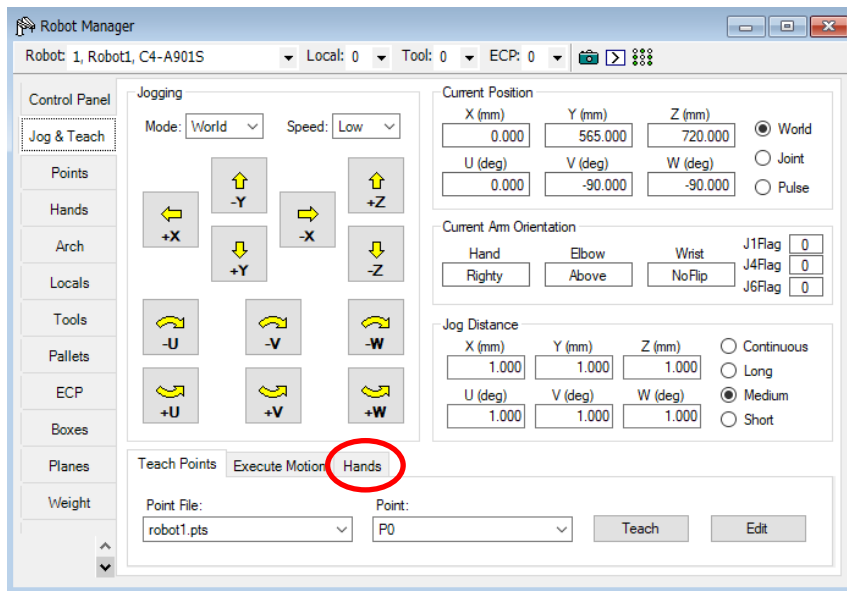 Robot Manager
Robot: 1, Robot1, C4-A901S Local: 0 Tool: 0 ECP: 0
Control Panel
Jog & Teach
Points
Hands
Arch
Locals
Tools
Pallets
ECP
Boxes
Planes
Weight
Jogging
Mode: World Speed: Low
-Y +Z
+X -X
+Y -Z
-U -V -W
+U +V +W
Current Position
X (mm) Y (mm) Z (mm)
0.000 565.000 720.000
U (deg) V (deg) W (deg)
0.000 -90.000 -90.000
World
Joint
Pulse
Current Arm Orientation
Hand Elbow Wrist
Righty Above NoFlip
J1Flag 0
J4Flag 0
J6Flag 0
Jog Distance
X (mm) Y (mm) Z (mm)
1.000 1.000 1.000
U (deg) V (deg) W (deg)
1.000 1.000 1.000
Continuous
Long
Medium
Short
Teach Points Execute Motion Hands
Point File: Point:
robot1.pts P0 Teach Edit